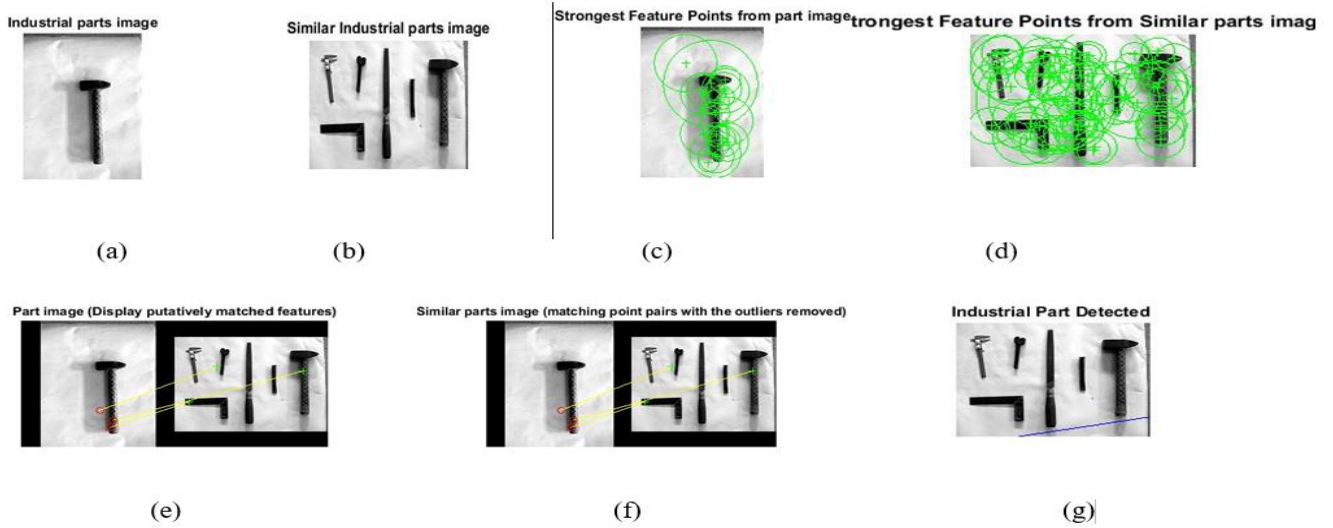 Industrial parts image
Similar Industrial parts image
Strongest Feature Points from part image
trongest Feature Points from Similar parts imag
(a)
(b)
(c)
(d)
Part image (Display putatively matched features)
Similar parts image (matching point pairs with the outliers removed)
Industrial Part Detected
(e)
(f)
(g)